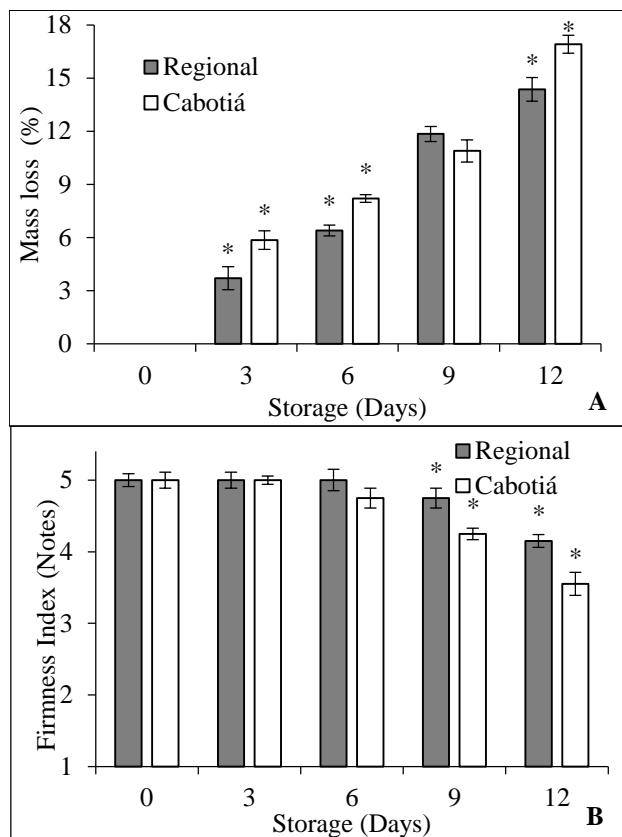 18
15
12
9
6
3
0
Mass loss (%)
Regional
Cabotiá
* * * * * *
0 3 6 9 12
Storage (Days)
A
5
4
3
2
1
Firmness Index (Notes)
Regional
Cabotiá
* * * *
0 3 6 9 12
Storage (Days)
B